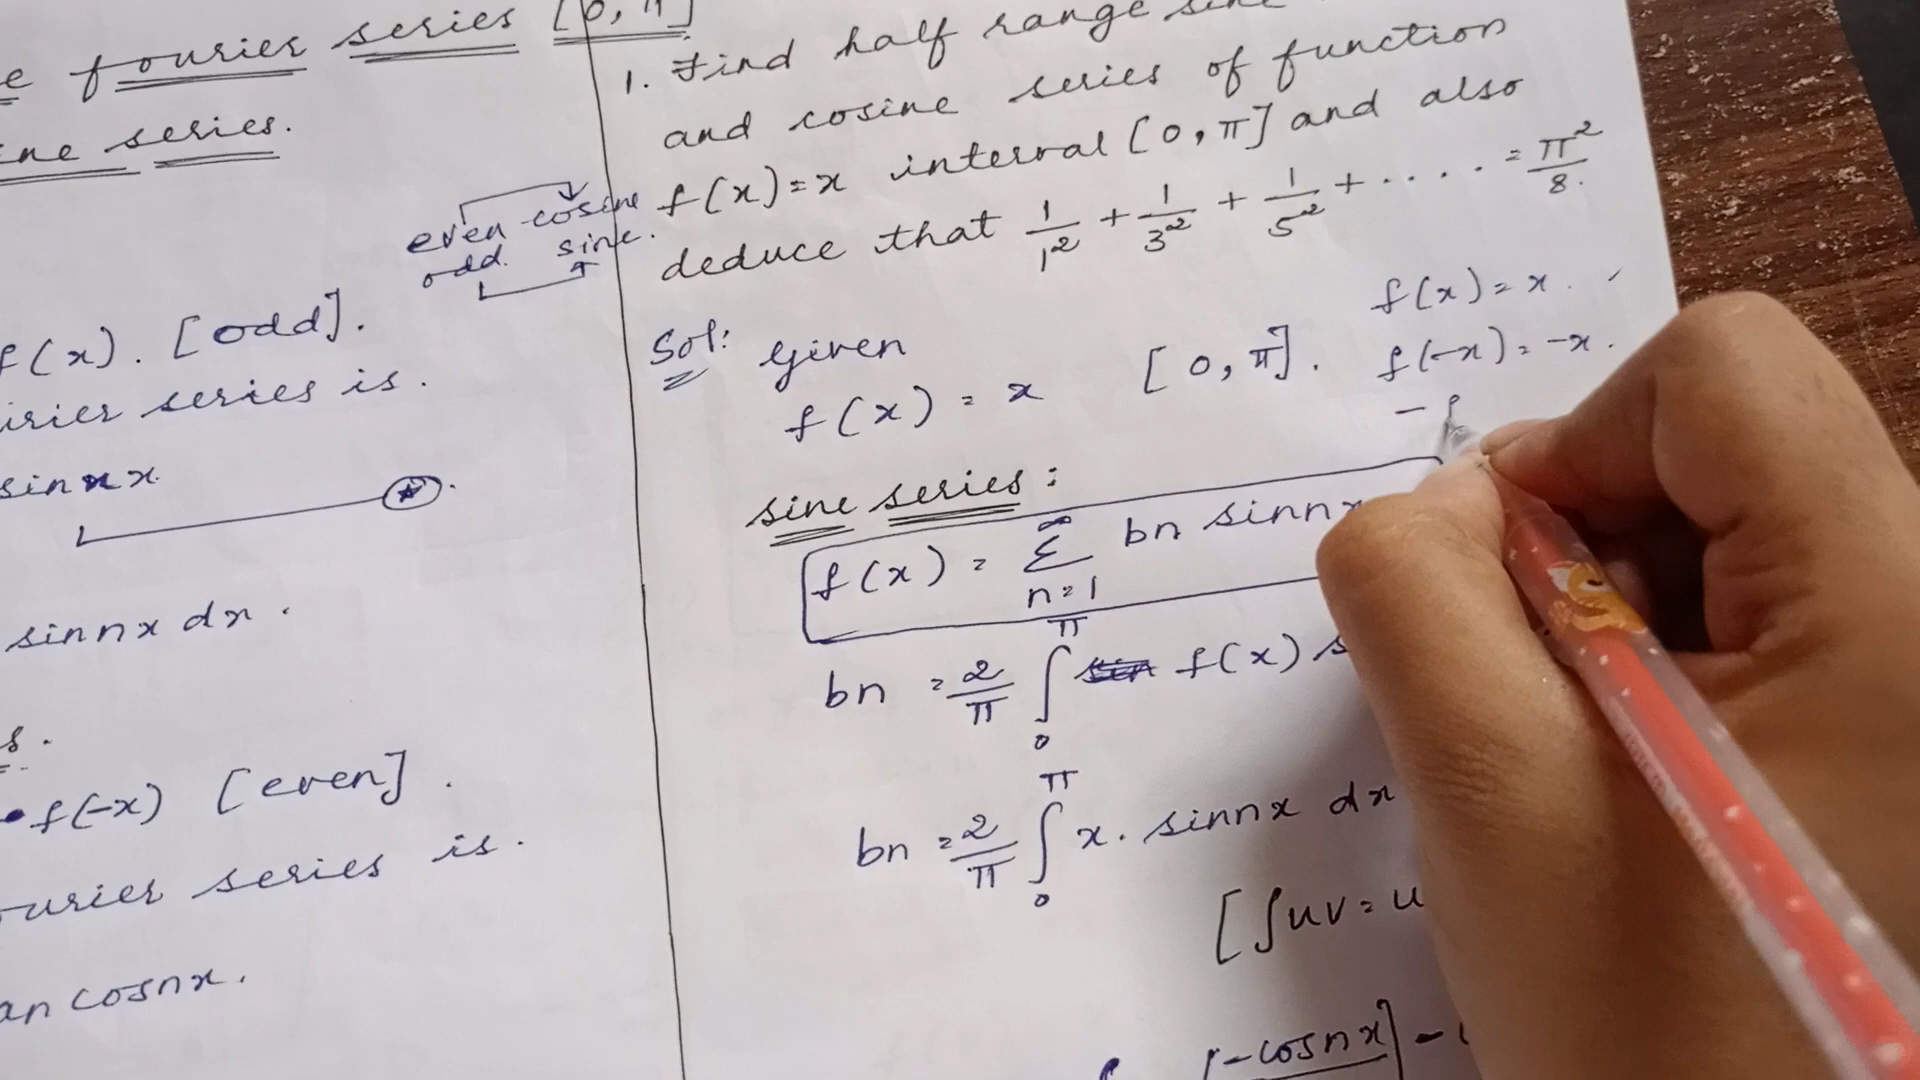 e fourier series [0, π]
ine series.
even cosine
odd. sine.
f(x). [odd].
urier series is.
sin nx.
sinnx dx.
s.
f(-x) [even].
ourier series is.
an cosnx.
1. Find half range sine
and cosine series of function
f(x) = x interval [0, π] and also
deduce that 1/1² + 1/3² + 1/5² + .... = π²/8.
Sol: Given
f(x) = x [0, π].
f(x) = x.
f(-x) = -x.
- f
sine series:
f(x) = ∑_{n=1}^{∞} bn sinnx
bn = 2/π ∫_0^π f(x) s
bn = 2/π ∫_0^π x. sinnx dx
[∫uv = u
[-cosnx] -